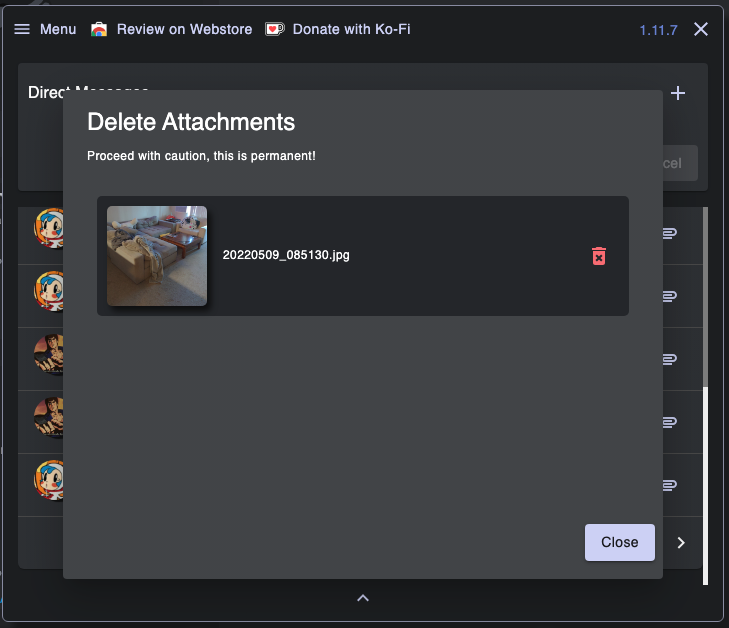 Menu
Review on Webstore
Donate with Ko-Fi
1.11.7
Direct Messages
Delete Attachments
Proceed with caution, this is permanent!
cel
20220509_085130.jpg
Close